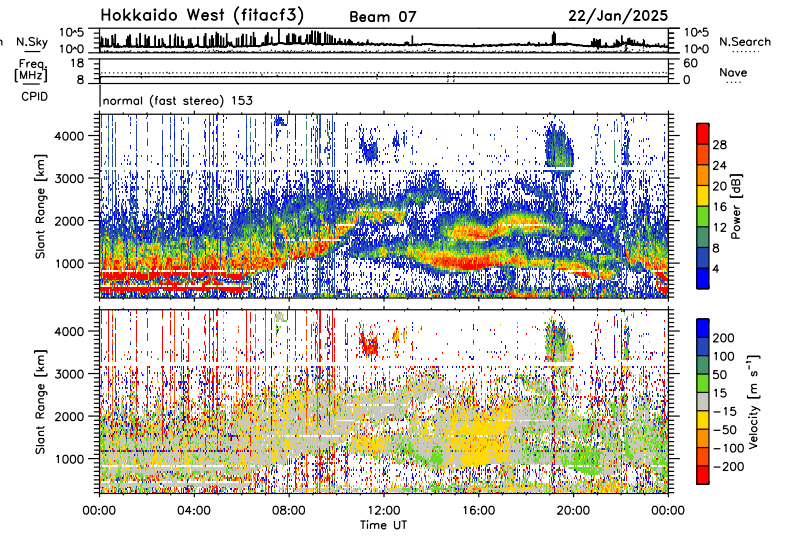 Hokkaido West (fitacf3) Beam 07 22/Jan/2025
N.Sky 10^5 10^0 10^5 10^0 N.Search
Freq. [MHz] 18 8 60 0 Nave
CPID normal (fast stereo) 153
Slant Range [km] 4000 3000 2000 1000
28 24 20 16 12 8 4 Power [dB]
Slant Range [km] 4000 3000 2000 1000
200 100 50 15 -15 -50 -100 -200 Velocity [m s⁻¹]
00:00 04:00 08:00 12:00 16:00 20:00 00:00
Time UT